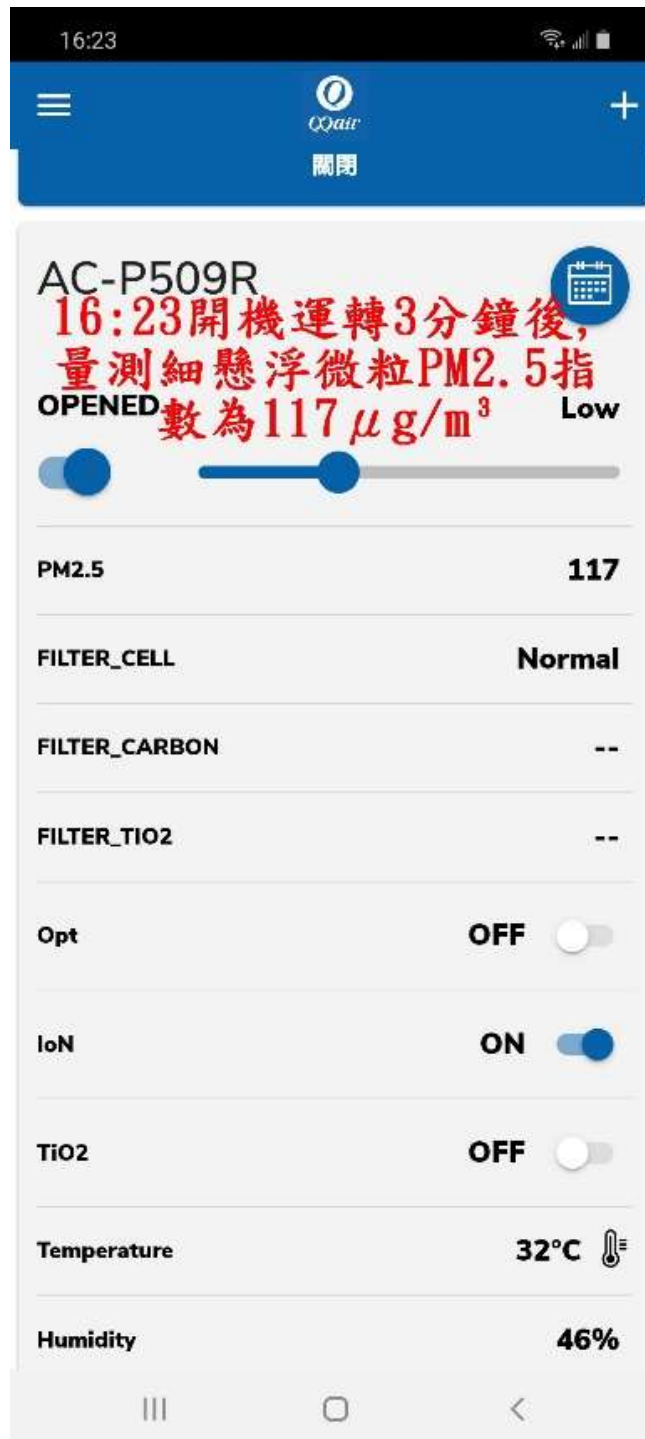 16:23
OQair
關閉
AC-P509R
16:23開機運轉3分鐘後,
量測細懸浮微粒PM2.5指
數為117μg/m³
OPENED Low
PM2.5 117
FILTER_CELL Normal
FILTER_CARBON --
FILTER_TIO2 --
Opt OFF
IoN ON
TiO2 OFF
Temperature 32°C
Humidity 46%